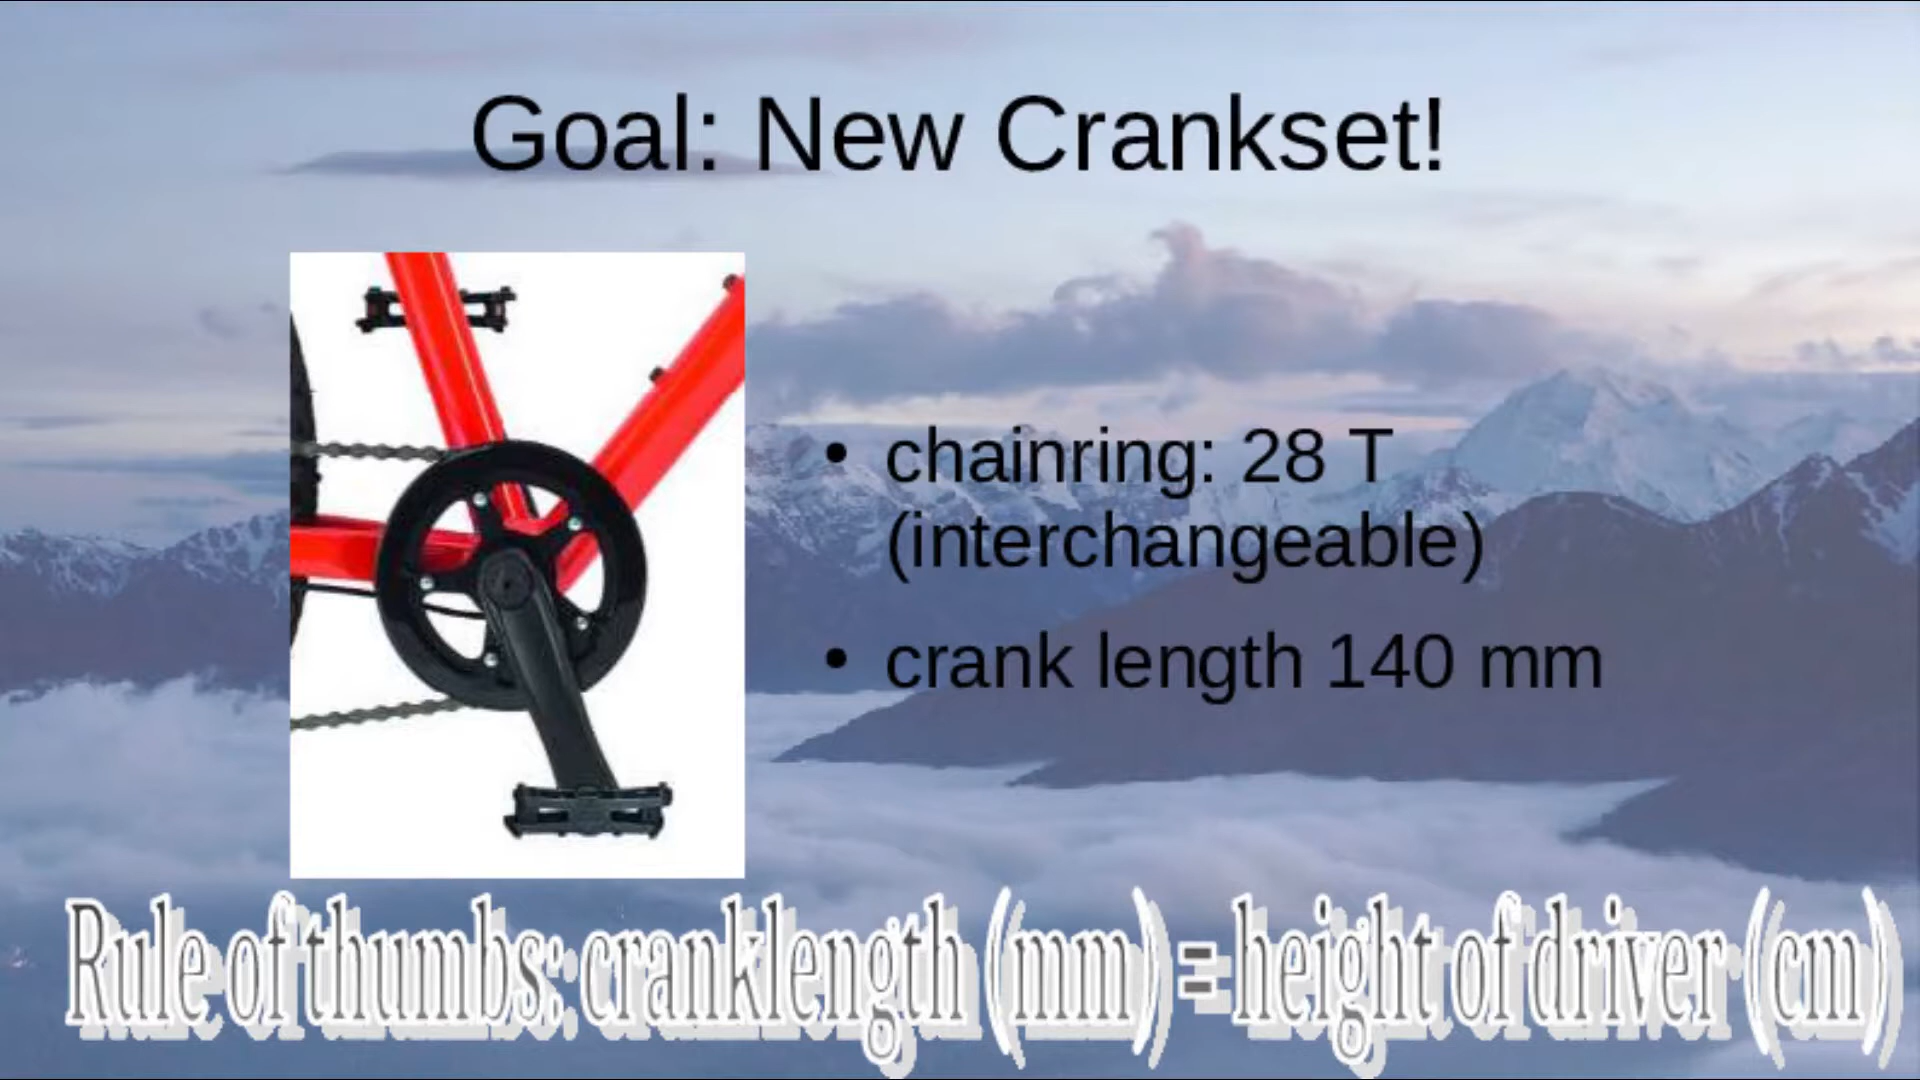 Goal: New Crankset!
• chainring: 28 T
(interchangeable)
• crank length 140 mm
Rule of thumbs: cranklength (mm) = height of driver (cm)